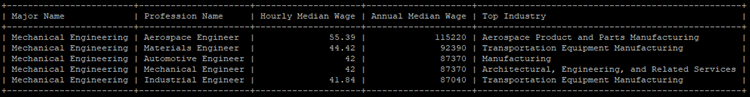 | Major Name | Profession Name | Hourly Median Wage | Annual Median Wage | Top Industry |
| Mechanical Engineering | Aerospace Engineer | 55.39 | 115220 | Aerospace Product and Parts Manufacturing |
| Mechanical Engineering | Materials Engineer | 44.42 | 92390 | Transportation Equipment Manufacturing |
| Mechanical Engineering | Automotive Engineer | 42 | 87370 | Manufacturing |
| Mechanical Engineering | Mechanical Engineer | 42 | 87370 | Architectural, Engineering, and Related Services |
| Mechanical Engineering | Industrial Engineer | 41.84 | 87040 | Transportation Equipment Manufacturing |